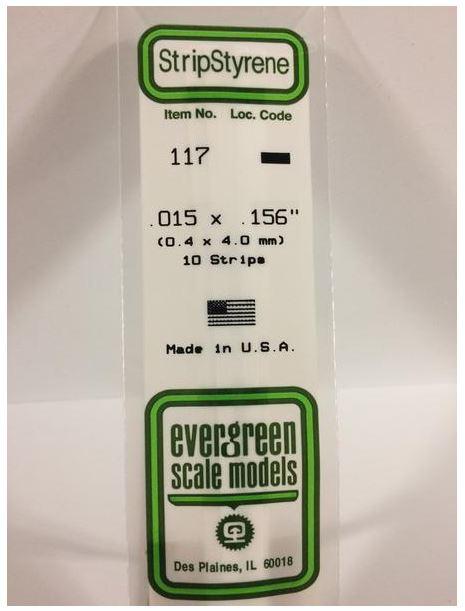 StripStyrene
Item No. Loc. Code
117
.015 x .156"
(0.4 x 4.0 mm)
10 Strips
Made in U.S.A.
evergreen
scale models
Des Plaines, IL 60018